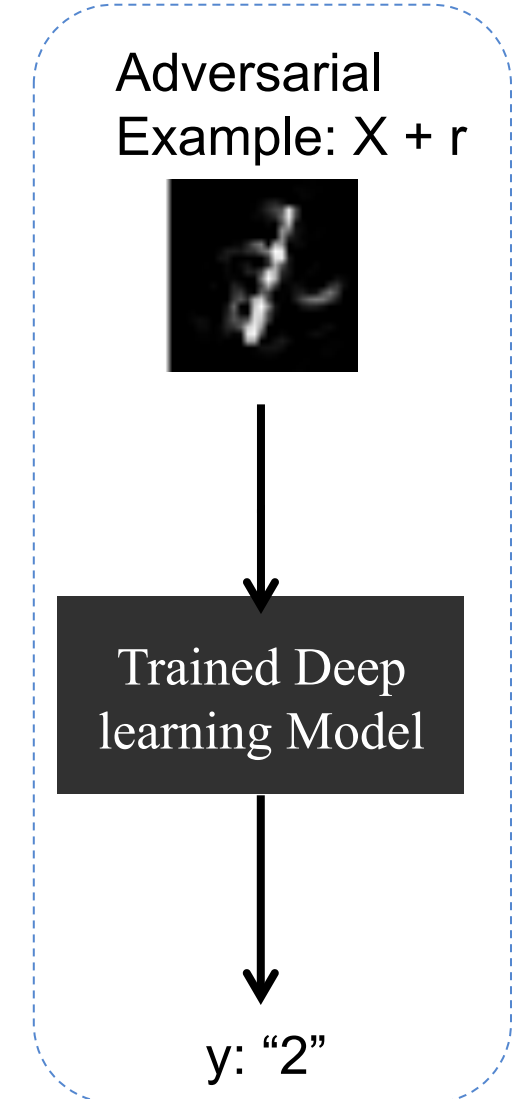 Adversarial
Example: X + r
Trained Deep
learning Model
y: “2”